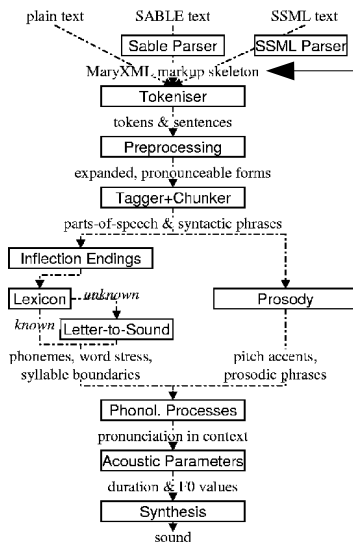 plain text SABLE text SSML text
Sable Parser SSML Parser
MaryXML markup skeleton
Tokeniser
tokens & sentences
Preprocessing
expanded, pronounceable forms
Tagger+Chunker
parts-of-speech & syntactic phrases
Inflection Endings
Lexicon unknown Prosody
known Letter-to-Sound
phonemes, word stress, pitch accents,
syllable boundaries prosodic phrases
Phonol. Processes
pronunciation in context
Acoustic Parameters
duration & F0 values
Synthesis
sound